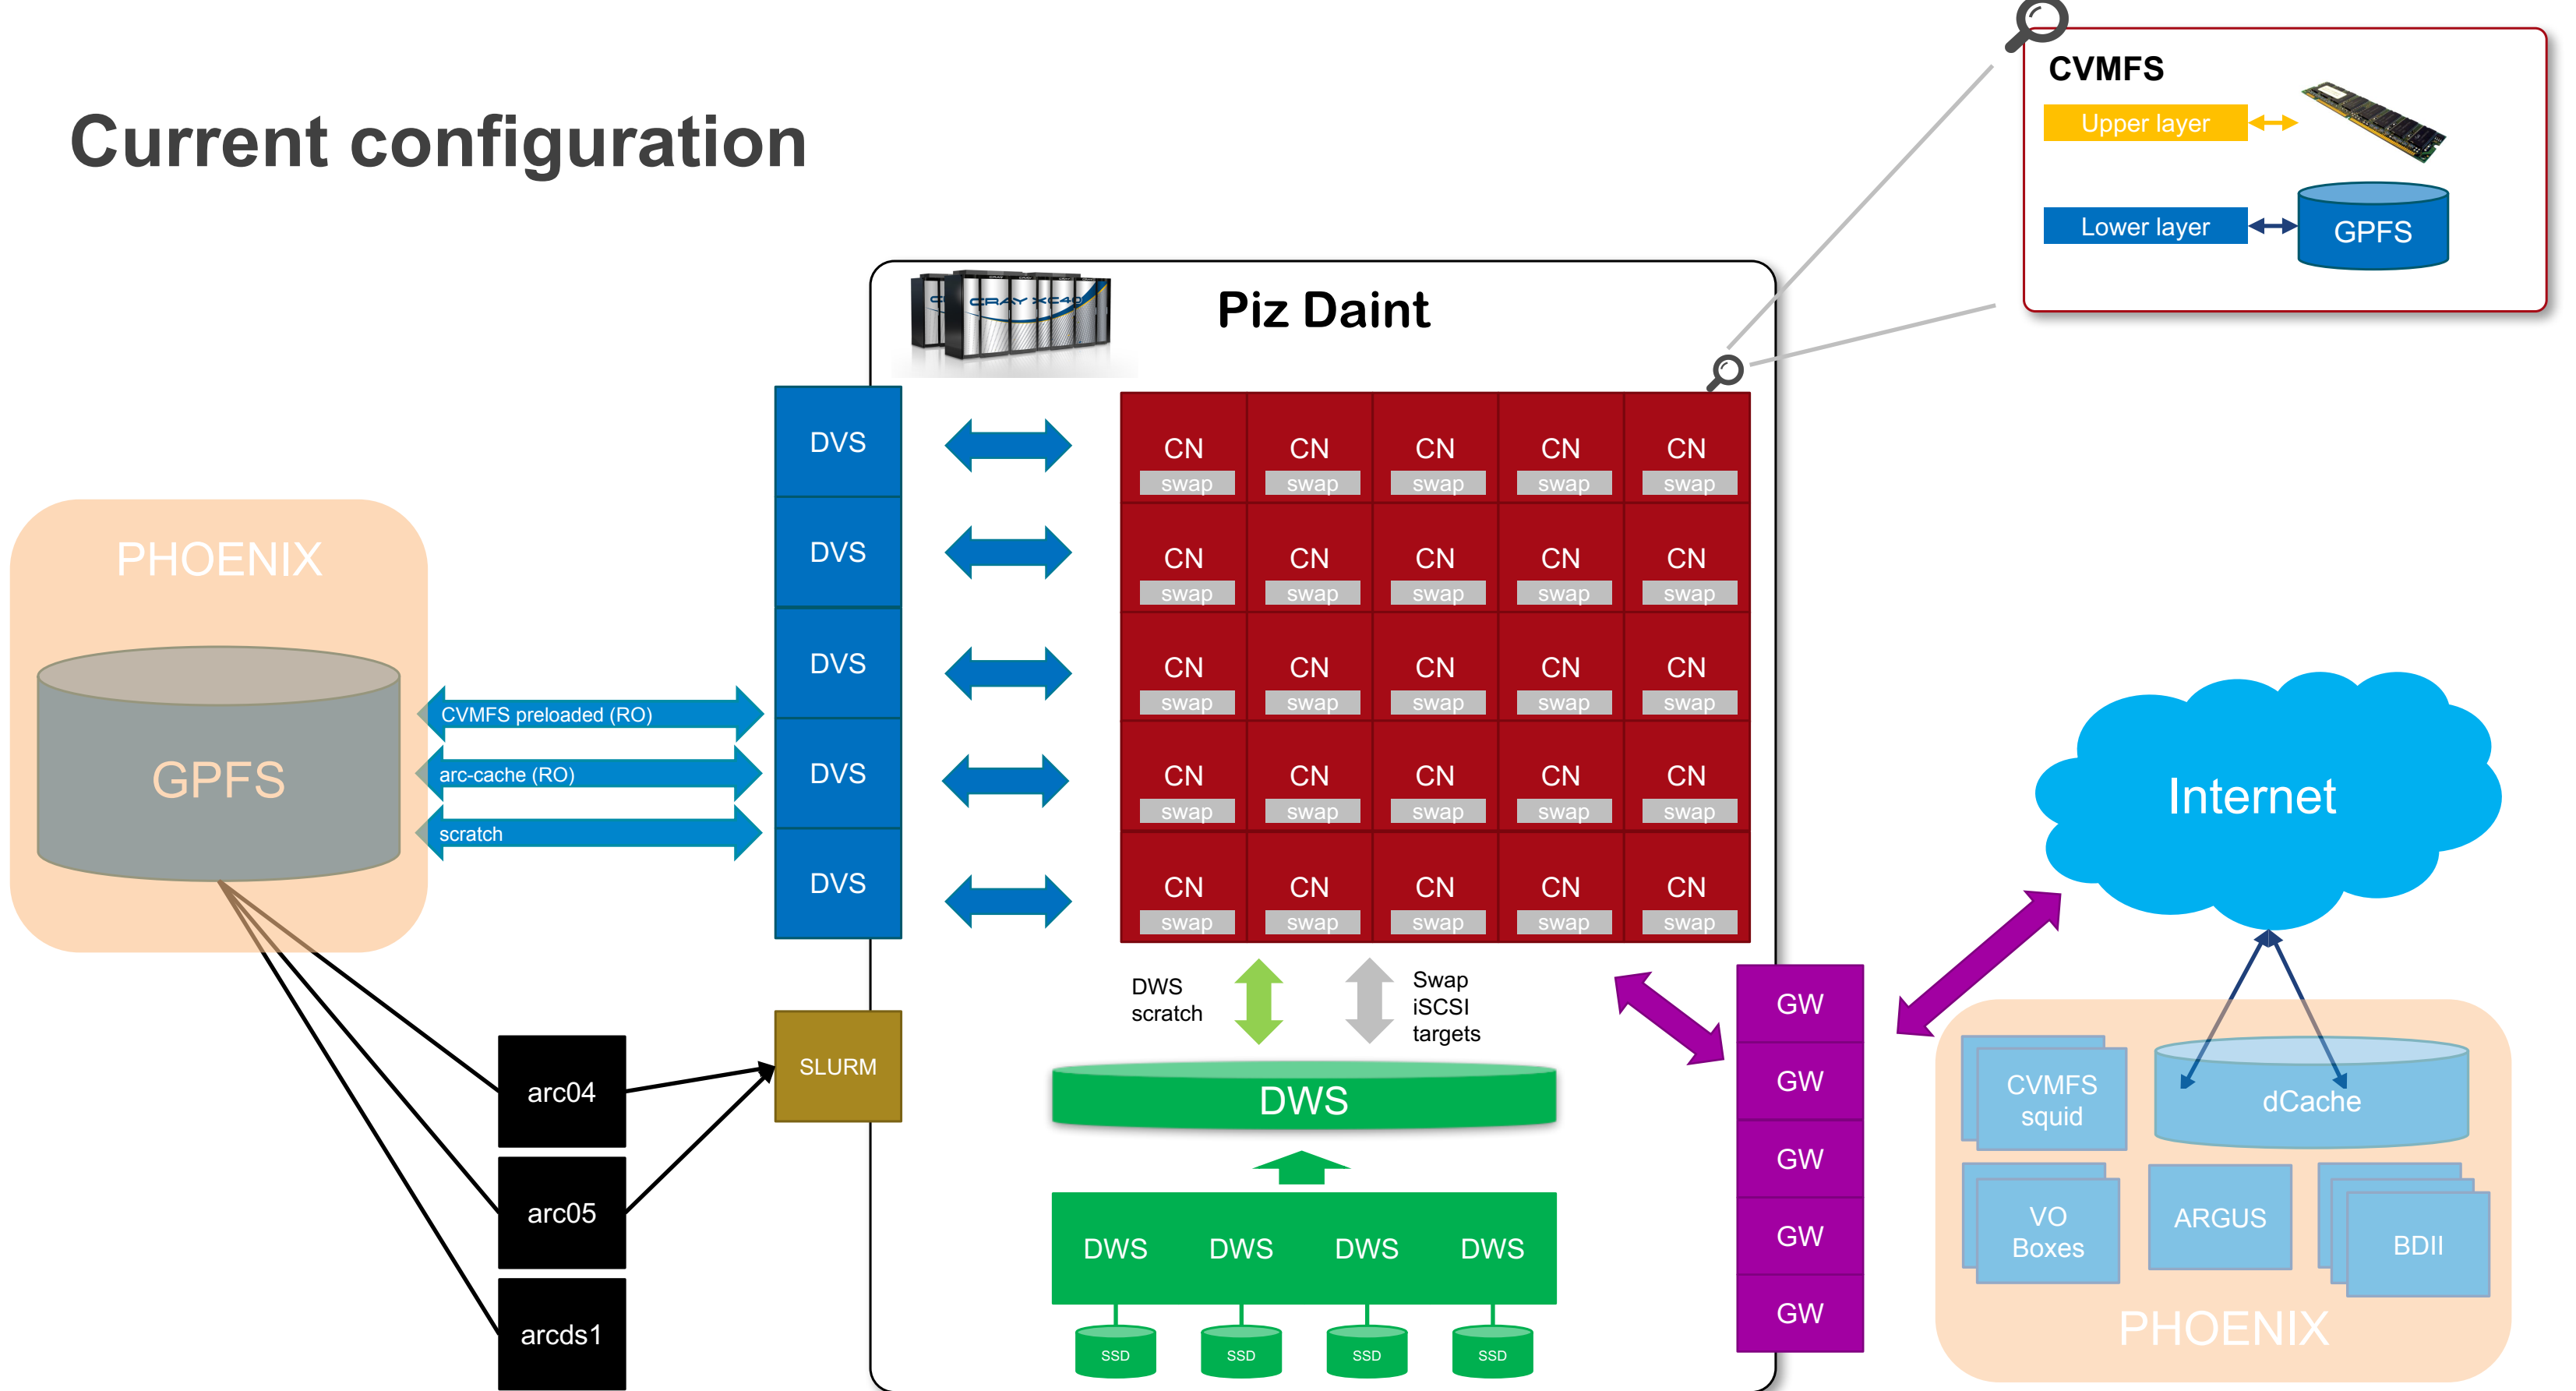 Current configuration
CVMFS
Upper layer
Lower layer
GPFS
CRAY XC40
Piz Daint
DVS
DVS
DVS
DVS
DVS
CN CN CN CN CN
swap swap swap swap swap
CN CN CN CN CN
swap swap swap swap swap
CN CN CN CN CN
swap swap swap swap swap
CN CN CN CN CN
swap swap swap swap swap
CN CN CN CN CN
swap swap swap swap swap
PHOENIX
GPFS
CVMFS preloaded (RO)
arc-cache (RO)
scratch
arc04
arc05
arcds1
SLURM
DWS
scratch
Swap
iSCSI
targets
DWS
DWS DWS DWS DWS
SSD SSD SSD SSD
GW
GW
GW
GW
GW
Internet
CVMFS
squid
dCache
VO
Boxes
ARGUS
BDII
PHOENIX